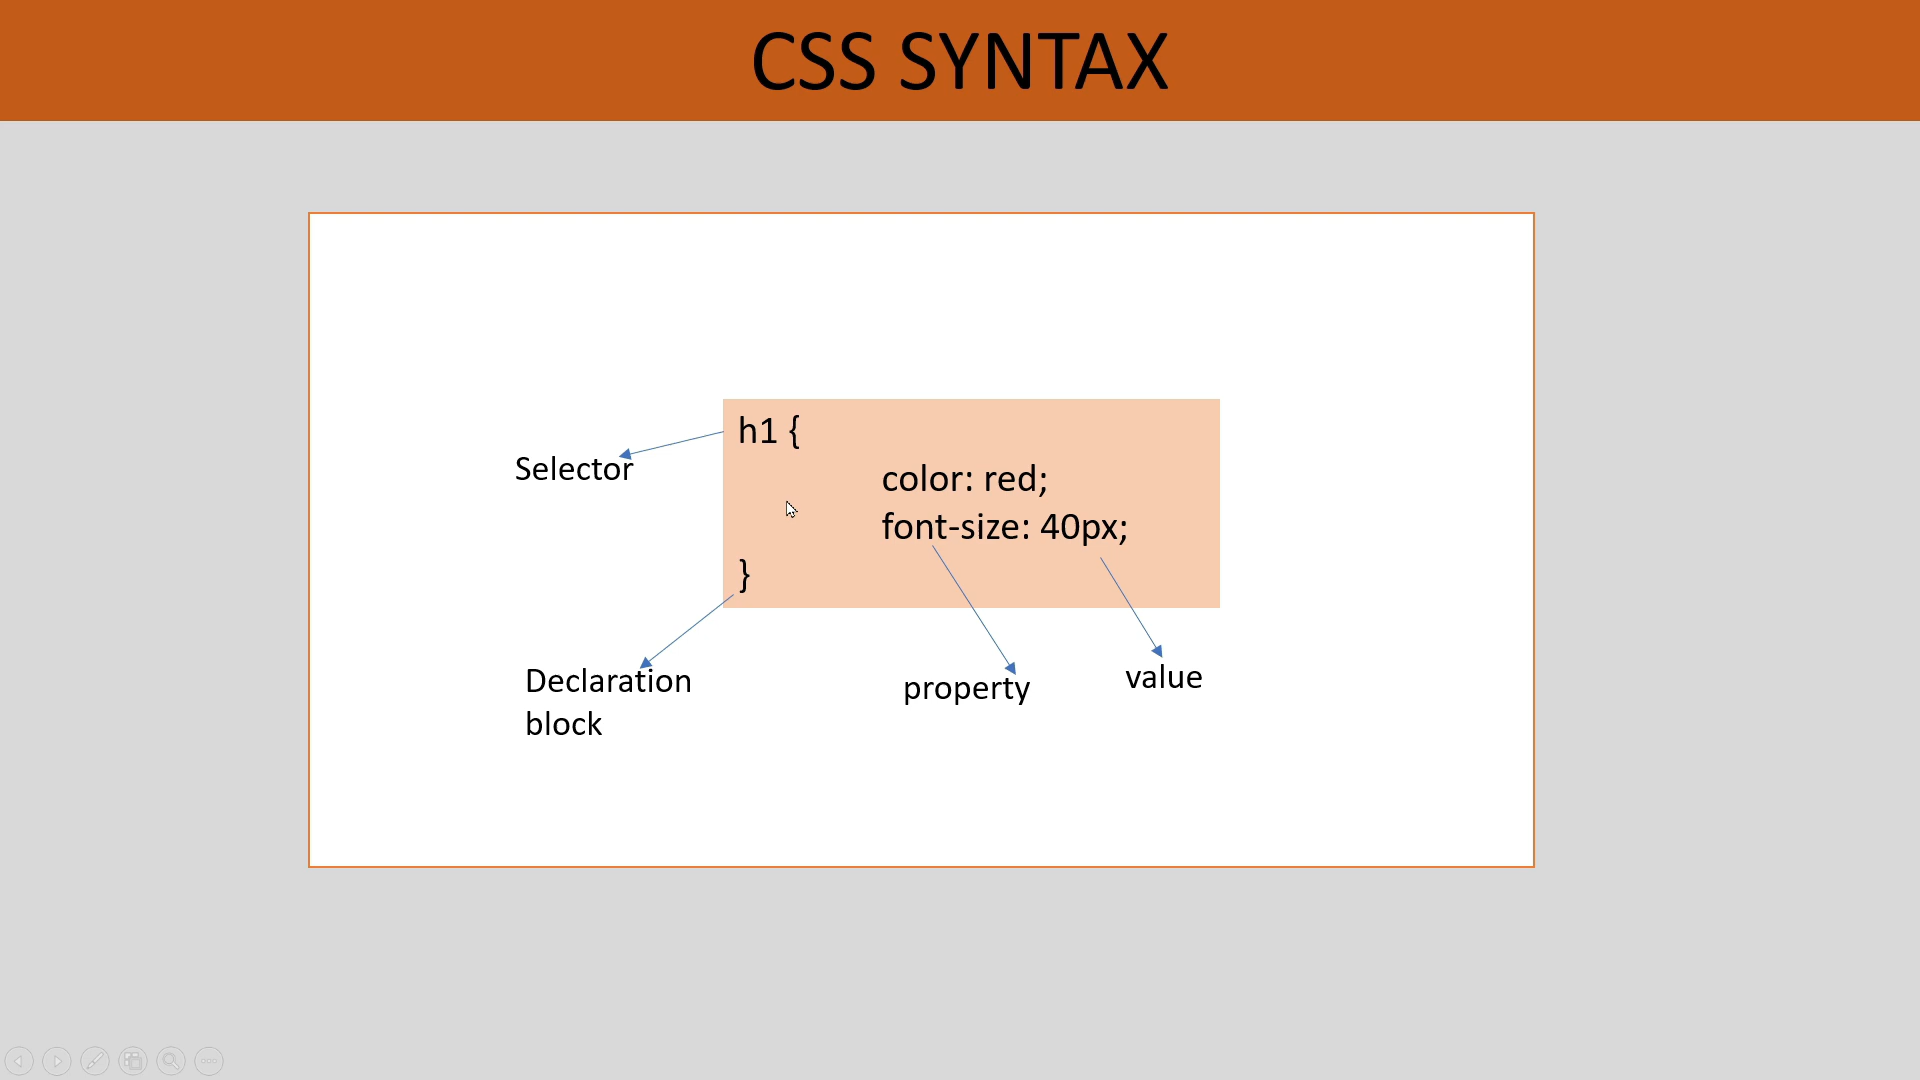 CSS SYNTAX
h1 {
Selector
color: red;
font-size: 40px;
}
Declaration
block
property
value